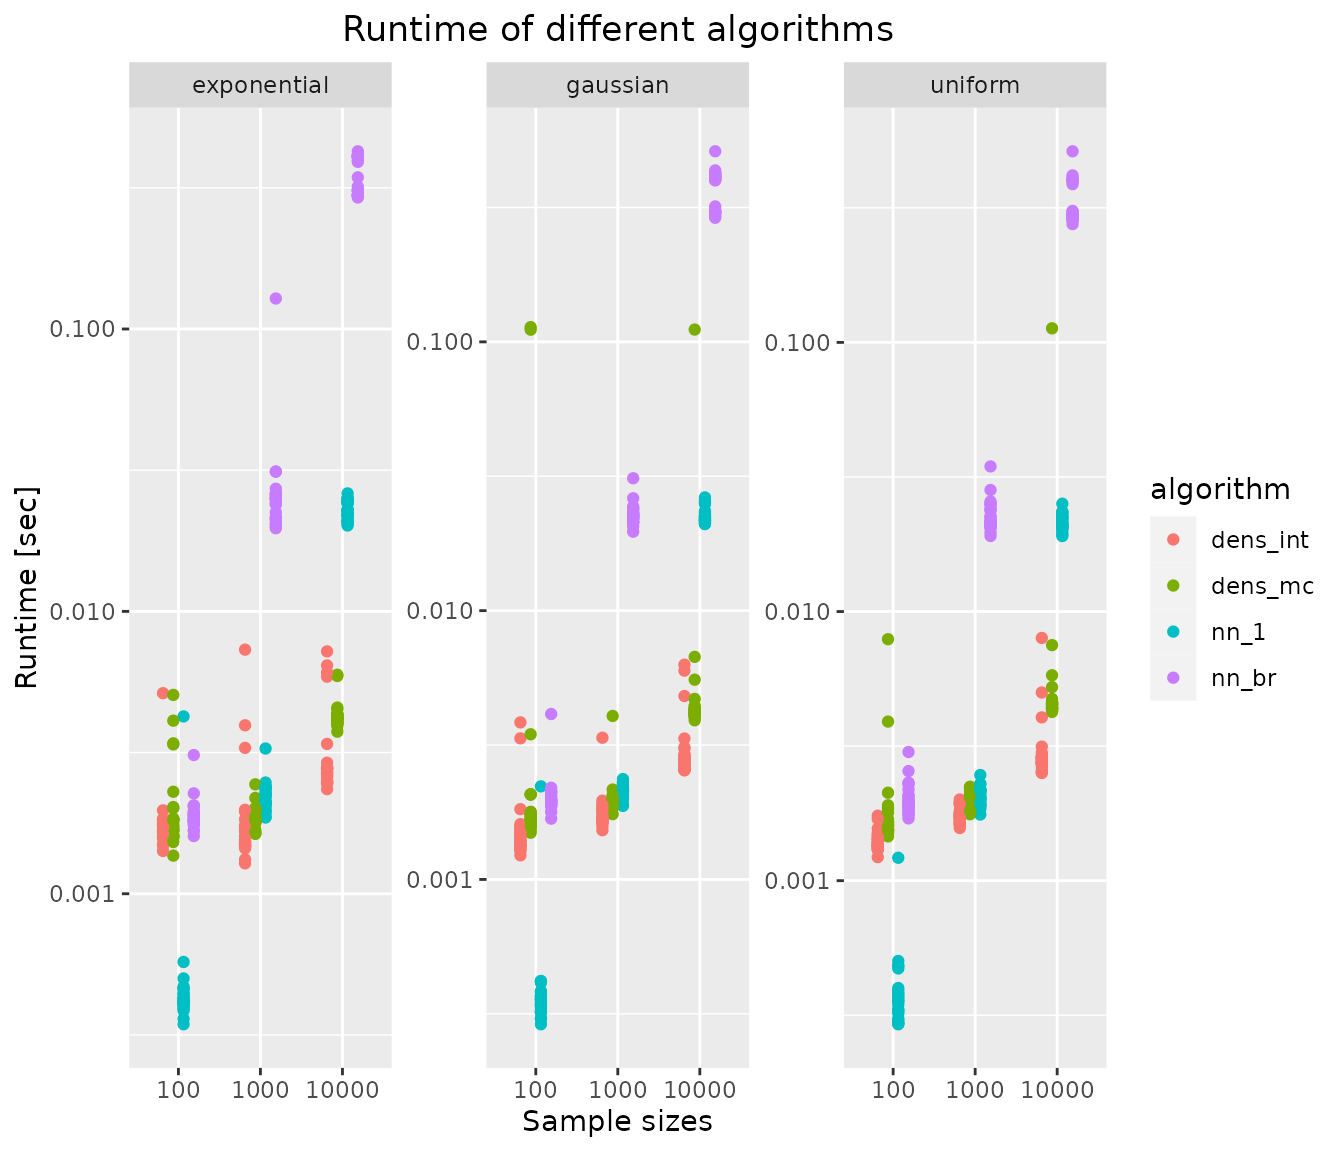 Runtime of different algorithms
exponential
gaussian
uniform
Runtime [sec]
0.100
0.010
0.001
0.100
0.010
0.001
0.100
0.010
0.001
100 1000 10000
100 1000 10000
100 1000 10000
Sample sizes
algorithm
dens_int
dens_mc
nn_1
nn_br